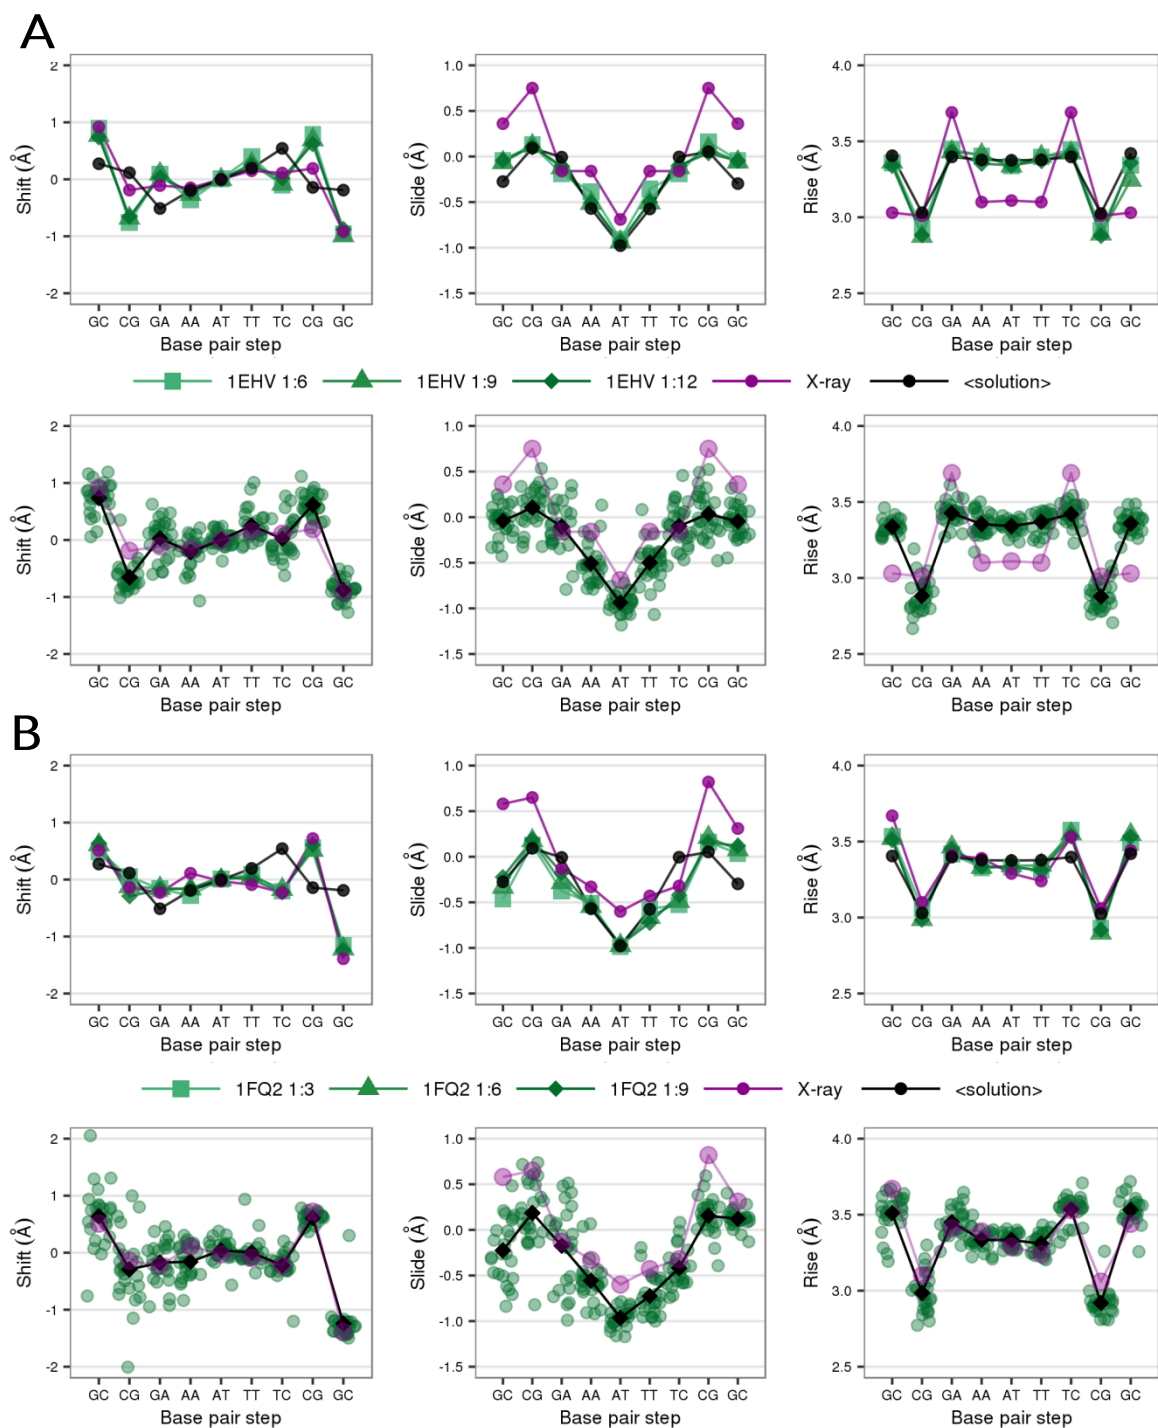 A
Shift (Å)
2
1
0
-1
-2
GC CG GA AA AT TT TC CG GC
Base pair step
Slide (Å)
1.0
0.5
0.0
-0.5
-1.0
-1.5
GC CG GA AA AT TT TC CG GC
Base pair step
Rise (Å)
4.0
3.5
3.0
2.5
GC CG GA AA AT TT TC CG GC
Base pair step
1EHV 1:6 1EHV 1:9 1EHV 1:12 X-ray <solution>
Shift (Å)
2
1
0
-1
-2
GC CG GA AA AT TT TC CG GC
Base pair step
Slide (Å)
1.0
0.5
0.0
-0.5
-1.0
-1.5
GC CG GA AA AT TT TC CG GC
Base pair step
Rise (Å)
4.0
3.5
3.0
2.5
GC CG GA AA AT TT TC CG GC
Base pair step
B
Shift (Å)
2
1
0
-1
-2
GC CG GA AA AT TT TC CG GC
Base pair step
Slide (Å)
1.0
0.5
0.0
-0.5
-1.0
-1.5
GC CG GA AA AT TT TC CG GC
Base pair step
Rise (Å)
4.0
3.5
3.0
2.5
GC CG GA AA AT TT TC CG GC
Base pair step
1FQ2 1:3 1FQ2 1:6 1FQ2 1:9 X-ray <solution>
Shift (Å)
2
1
0
-1
-2
GC CG GA AA AT TT TC CG GC
Base pair step
Slide (Å)
1.0
0.5
0.0
-0.5
-1.0
-1.5
GC CG GA AA AT TT TC CG GC
Base pair step
Rise (Å)
4.0
3.5
3.0
2.5
GC CG GA AA AT TT TC CG GC
Base pair step